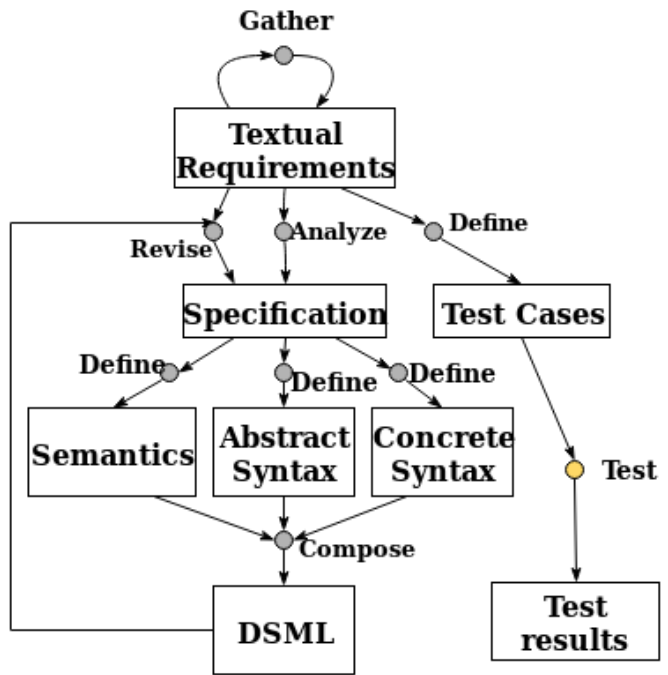 Gather
Textual
Requirements
Revise
Analyze
Define
Specification
Test Cases
Define
Define
Define
Semantics
Abstract
Syntax
Concrete
Syntax
Test
Compose
DSML
Test
results